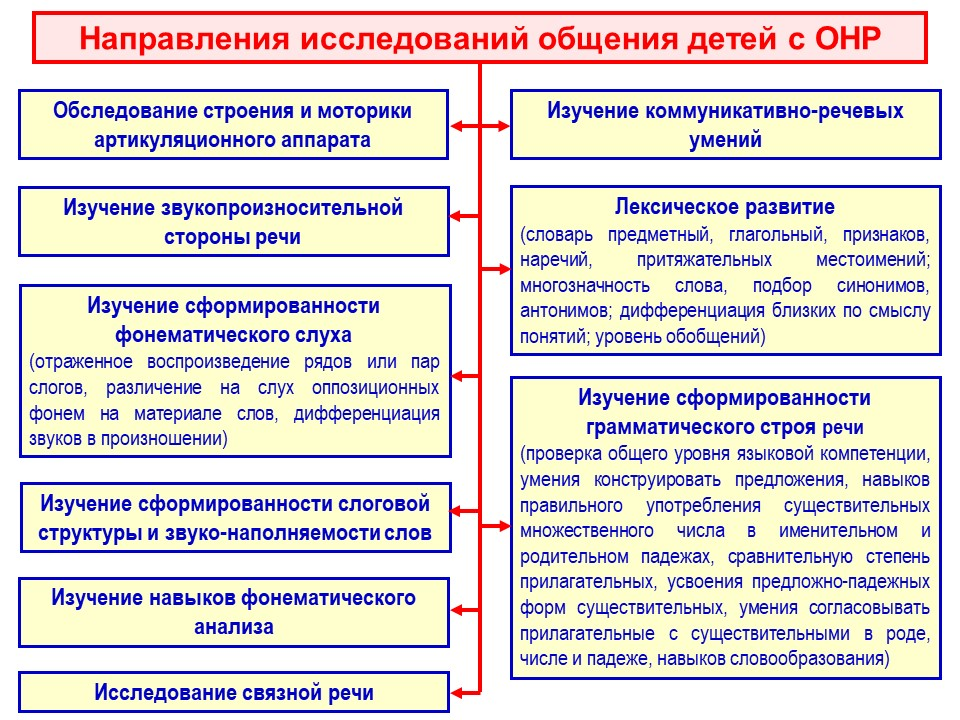 Направления исследований общения детей с ОНР
Обследование строения и моторики
артикуляционного аппарата
Изучение звукопроизносительной
стороны речи
Изучение сформированности
фонематического слуха
(отраженное воспроизведение рядов или пар
слогов, различение на слух оппозиционных
фонем на материале слов, дифференциация
звуков в произношении)
Изучение сформированности слоговой
структуры и звуко-наполняемости слов
Изучение навыков фонематического
анализа
Исследование связной речи
Изучение коммуникативно-речевых
умений
Лексическое развитие
(словарь предметный, глагольный, признаков,
наречий, притяжательных местоимений;
многозначность слова, подбор синонимов,
антонимов; дифференциация близких по смыслу
понятий; уровень обобщений)
Изучение сформированности
грамматического строя речи
(проверка общего уровня языковой компетенции,
умения конструировать предложения, навыков
правильного употребления существительных
множественного числа в именительном и
родительном падежах, сравнительную степень
прилагательных, усвоения предложно-падежных
форм существительных, умения согласовывать
прилагательные с существительными в роде,
числе и падеже, навыков словообразования)